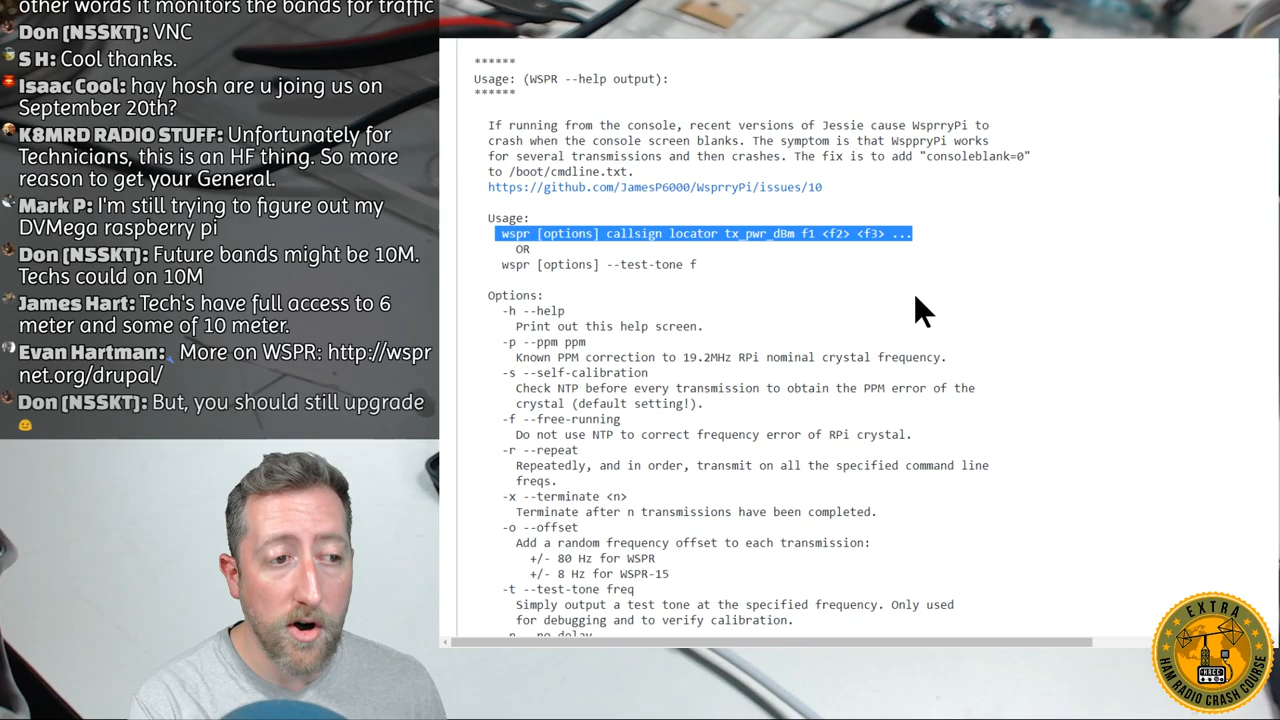 other words it monitors the bands for traffic
Don (N5SKT): VNC
S H: Cool thanks.
Isaac Cool: hay hosh are u joing us on
September 20th?
K8MRD RADIO STUFF: Unfortunately for
Technicians, this is an HF thing. So more
reason to get your General.
Mark P: I'm still trying to figure out my
DVMega raspberry pi
Don (N5SKT): Future bands might be 10M.
Techs could on 10M
James Hart: Tech's have full access to 6
meter and some of 10 meter.
Evan Hartman: More on WSPR: http://wspr
net.org/drupal/
Don (N5SKT): But, you should still upgrade
******
Usage: (WSPR --help output):
******
If running from the console, recent versions of Jessie cause WsprryPi to
crash when the console screen blanks. The symptom is that WsppryPi works
for several transmissions and then crashes. The fix is to add "consoleblank=0"
to /boot/cmdline.txt.
https://github.com/JamesP6000/WsprryPi/issues/10
Usage:
wspr [options] callsign locator tx_pwr_dBm f1 <f2> <f3> ...
OR
wspr [options] --test-tone f
Options:
-h --help
Print out this help screen.
-p --ppm ppm
Known PPM correction to 19.2MHz RPi nominal crystal frequency.
-s --self-calibration
Check NTP before every transmission to obtain the PPM error of the
crystal (default setting!).
-f --free-running
Do not use NTP to correct frequency error of RPi crystal.
-r --repeat
Repeatedly, and in order, transmit on all the specified command line
freqs.
-x --terminate <n>
Terminate after n transmissions have been completed.
-o --offset
Add a random frequency offset to each transmission:
+/- 80 Hz for WSPR
+/- 8 Hz for WSPR-15
-t --test-tone freq
Simply output a test tone at the specified frequency. Only used
for debugging and to verify calibration.
-n --no-delay
EXTRA
HAM RADIO CRASH COURSE